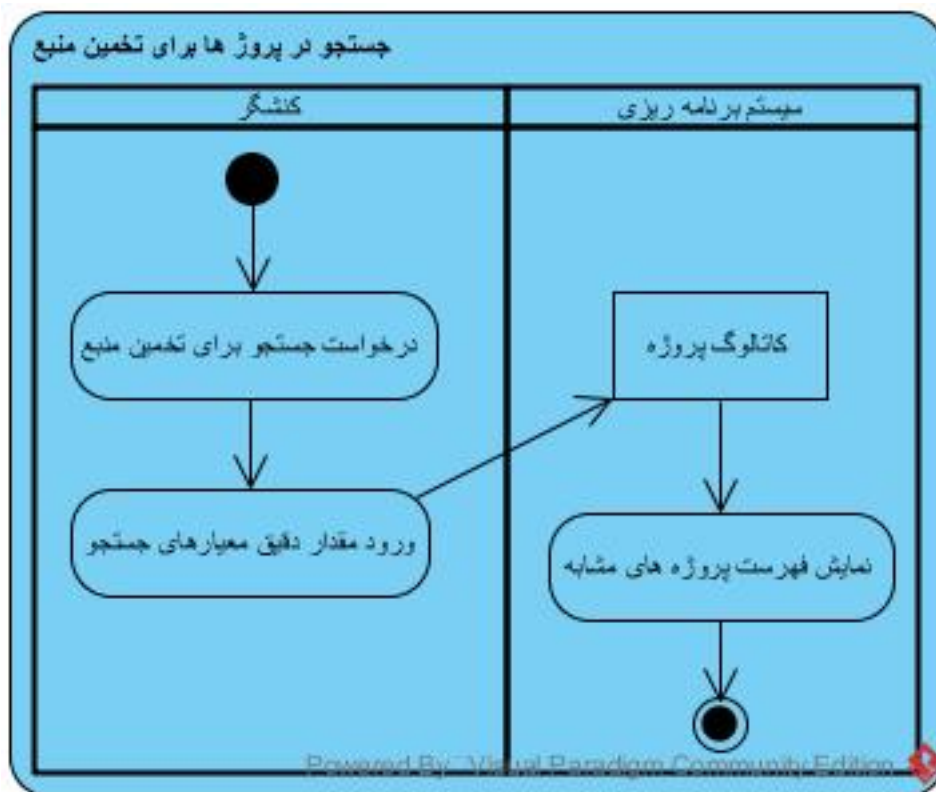 جستجو در پروژ ها برای تخمین منبع
کنشگر
سیستم برنامه ریزی
درخواست جستجو برای تخمین منبع
کاتالوگ پروژه
ورود مقدار دقیق معیارهای جستجو
نمایش فهرست پروژه های مشابه
Powered By Visual Paradigm Community Edition